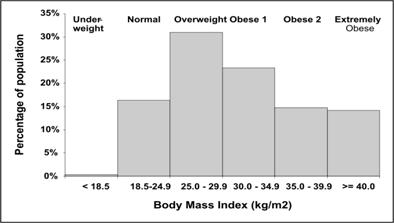 35%
30%
25%
20%
15%
10%
5%
0%
Percentage of population
Under-
weight
Normal
Overweight
Obese 1
Obese 2
Extremely
Obese
< 18.5
18.5-24.9
25.0 - 29.9
30.0 - 34.9
35.0 - 39.9
>= 40.0
Body Mass Index (kg/m2)